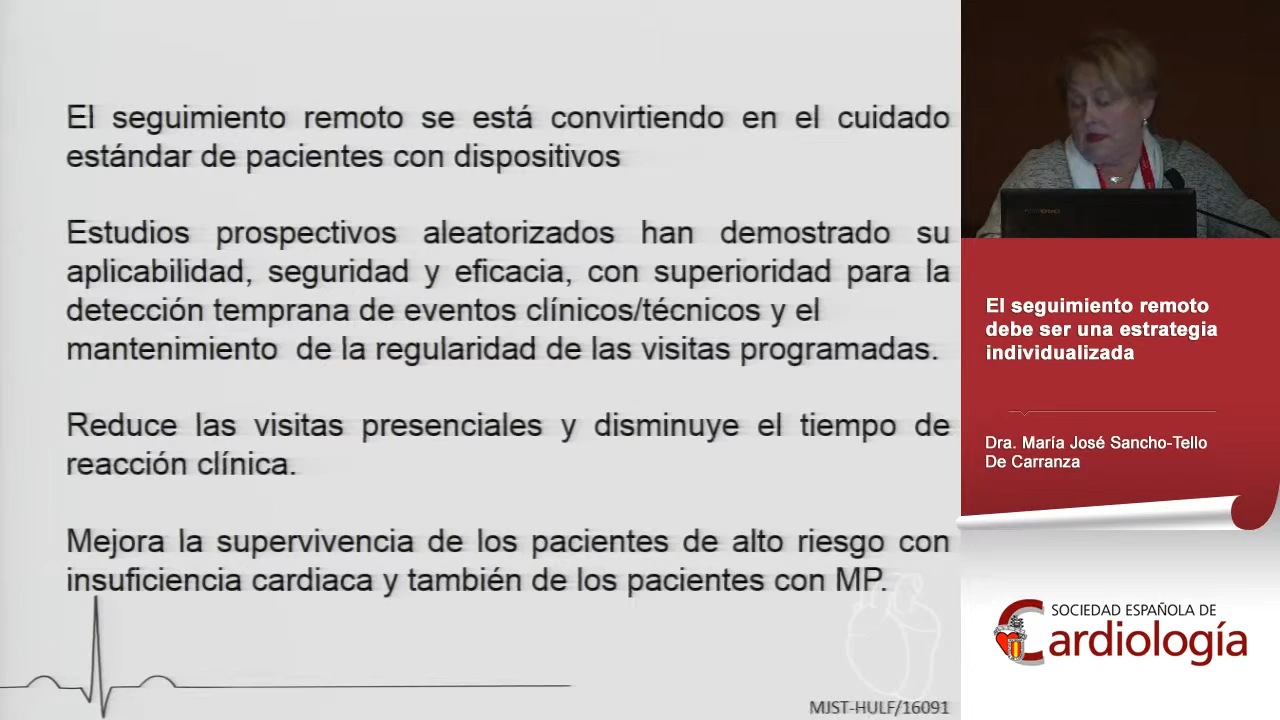 El seguimiento remoto se está convirtiendo en el cuidado
estándar de pacientes con dispositivos
Estudios prospectivos aleatorizados han demostrado su
aplicabilidad, seguridad y eficacia, con superioridad para la
detección temprana de eventos clínicos/técnicos y el
mantenimiento de la regularidad de las visitas programadas.
Reduce las visitas presenciales y disminuye el tiempo de
reacción clínica.
Mejora la supervivencia de los pacientes de alto riesgo con
insuficiencia cardiaca y también de los pacientes con MP.
MJST-HULF/16091
El seguimiento remoto
debe ser una estrategia
individualizada
Dra. María José Sancho-Tello
De Carranza
SOCIEDAD ESPAÑOLA DE
Cardiología